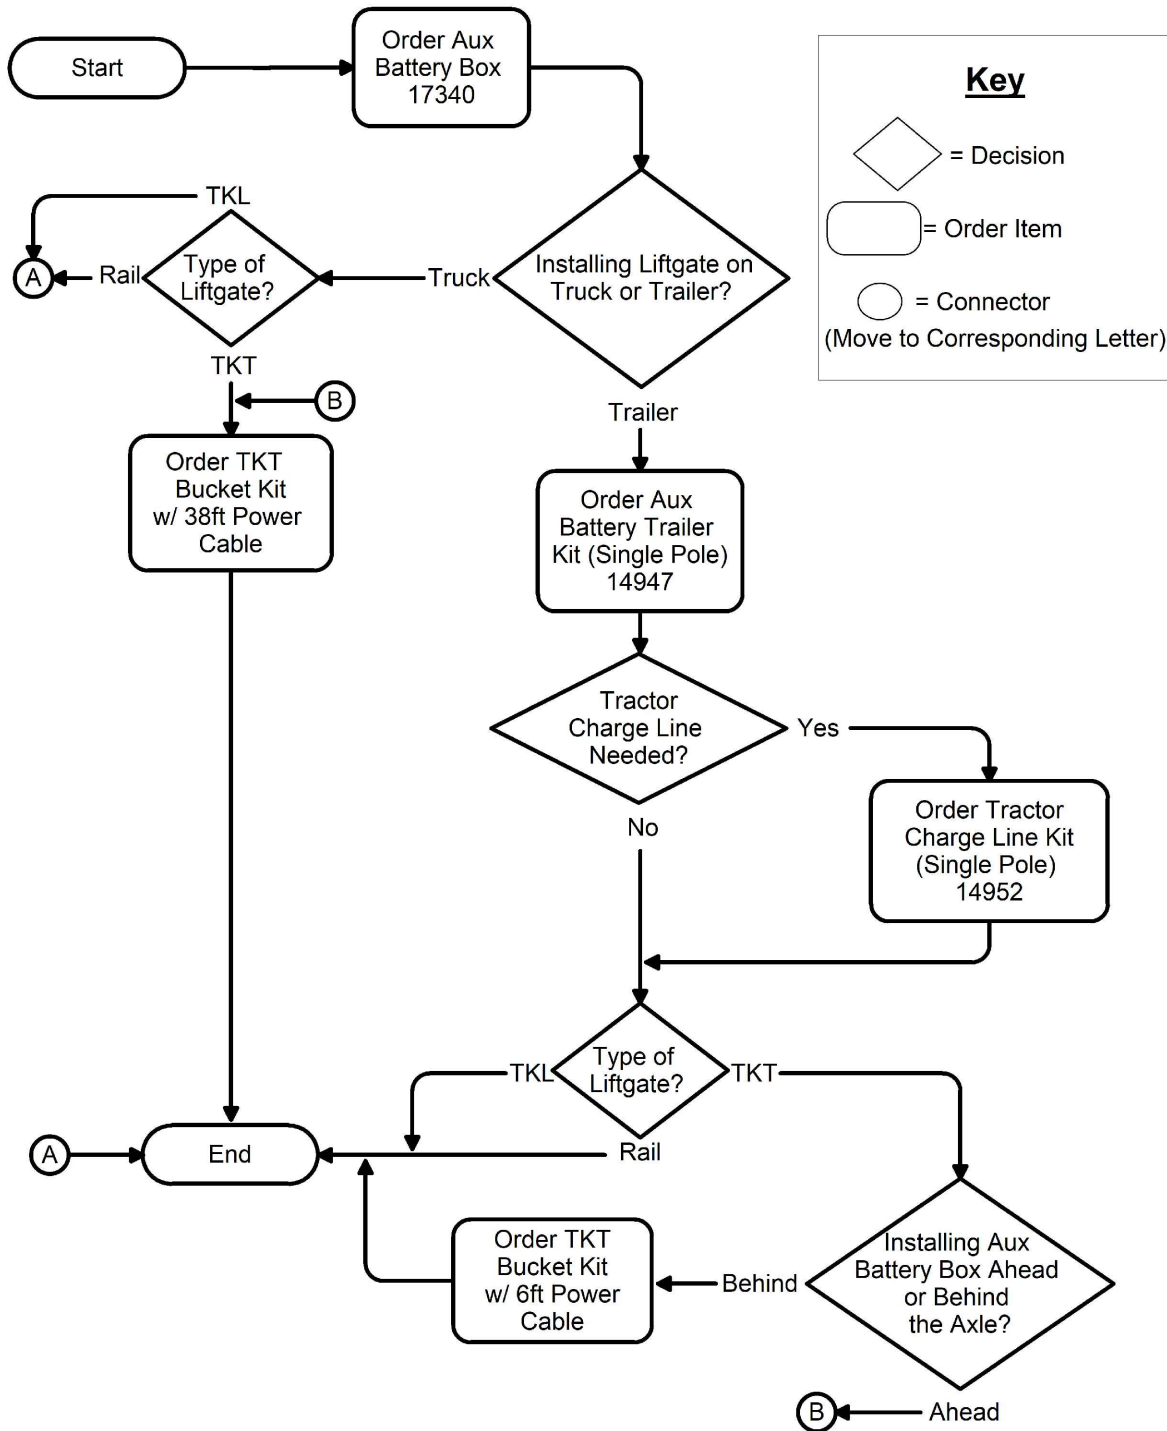 Start
Order Aux
Battery Box
17340
Key
= Decision
= Order Item
= Connector
(Move to Corresponding Letter)
TKL
A
Rail
Type of
Liftgate?
Truck
Installing Liftgate on
Truck or Trailer?
TKT
B
Trailer
Order TKT
Bucket Kit
w/ 38ft Power
Cable
Order Aux
Battery Trailer
Kit (Single Pole)
14947
Tractor
Charge Line
Needed?
Yes
No
Order Tractor
Charge Line Kit
(Single Pole)
14952
TKL
Type of
Liftgate?
TKT
Rail
A
End
Order TKT
Bucket Kit
w/ 6ft Power
Cable
Behind
Installing Aux
Battery Box Ahead
or Behind
the Axle?
B
Ahead